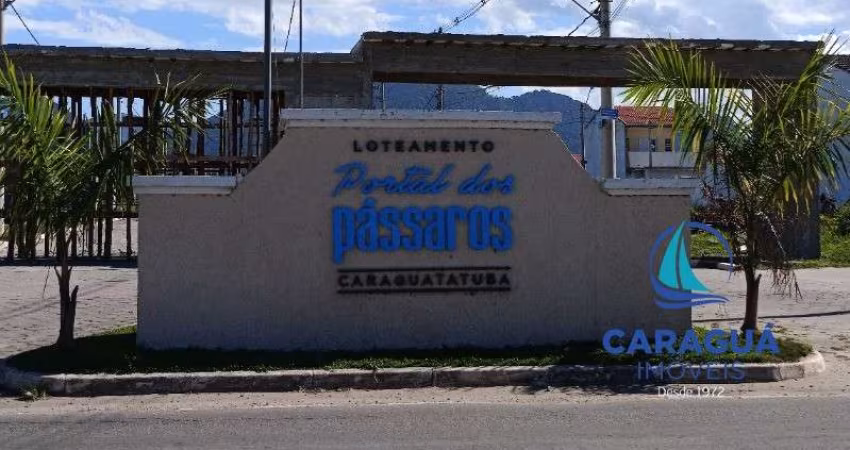 LOTEAMENTO
Portal dos
pássaros
CARAGUATATUBA
CARAGUÁ
IMÓVEIS
Desde 1972